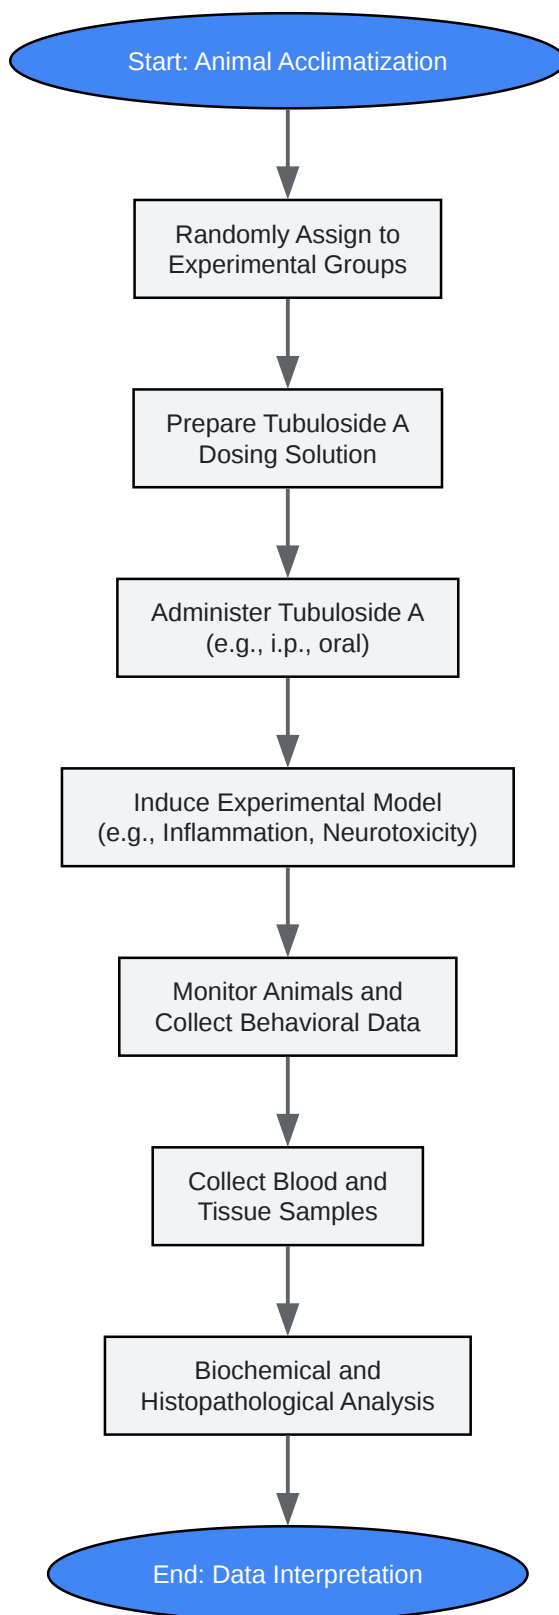 Start: Animal Acclimatization
Randomly Assign to
Experimental Groups
Prepare Tubuloside A
Dosing Solution
Administer Tubuloside A
(e.g., i.p., oral)
Induce Experimental Model
(e.g., Inflammation, Neurotoxicity)
Monitor Animals and
Collect Behavioral Data
Collect Blood and
Tissue Samples
Biochemical and
Histopathological Analysis
End: Data Interpretation